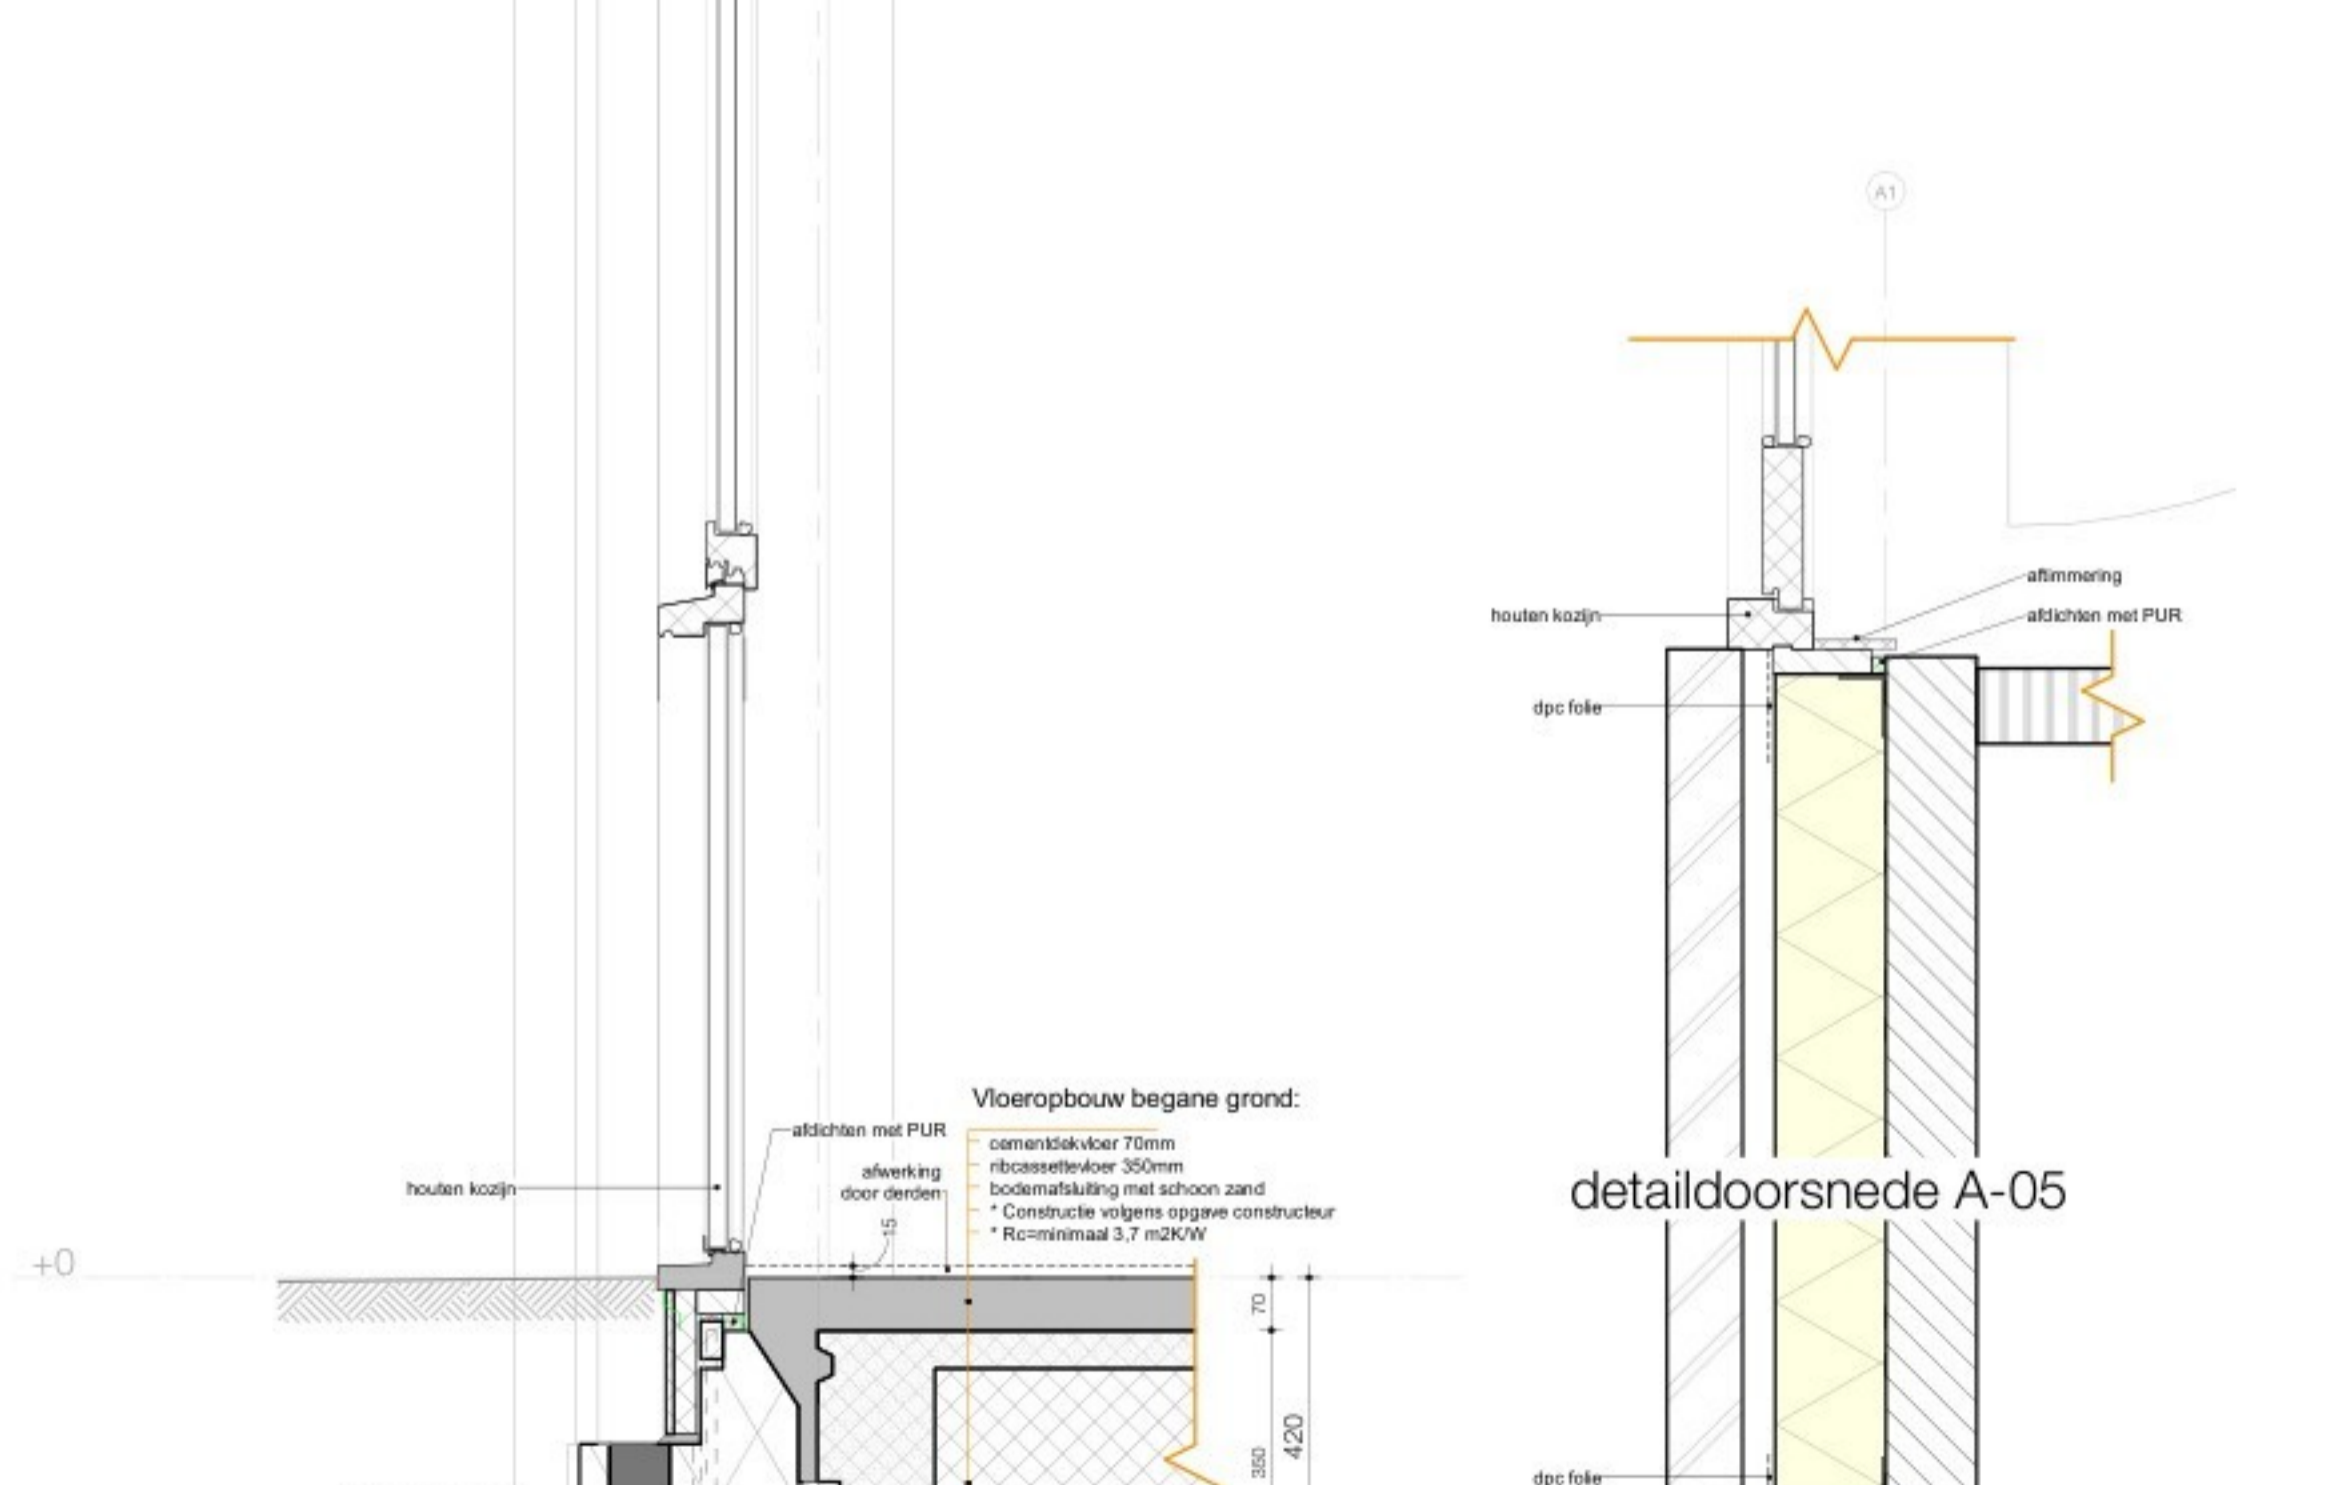 A1
aftimmering
houten kozijn
afdichten met PUR
dpc folie
Vloeropbouw begane grond:
afdichten met PUR
cementdekvloer 70mm
afwerking
door derden
ribcassettevloer 350mm
houten kozijn
bodemafsluiting met schoon zand
* Constructie volgens opgave constructeur
* Rc=minimaal 3,7 m2K/W
detaildoorsnede A-05
15
+0
70
420
350
dpc folie